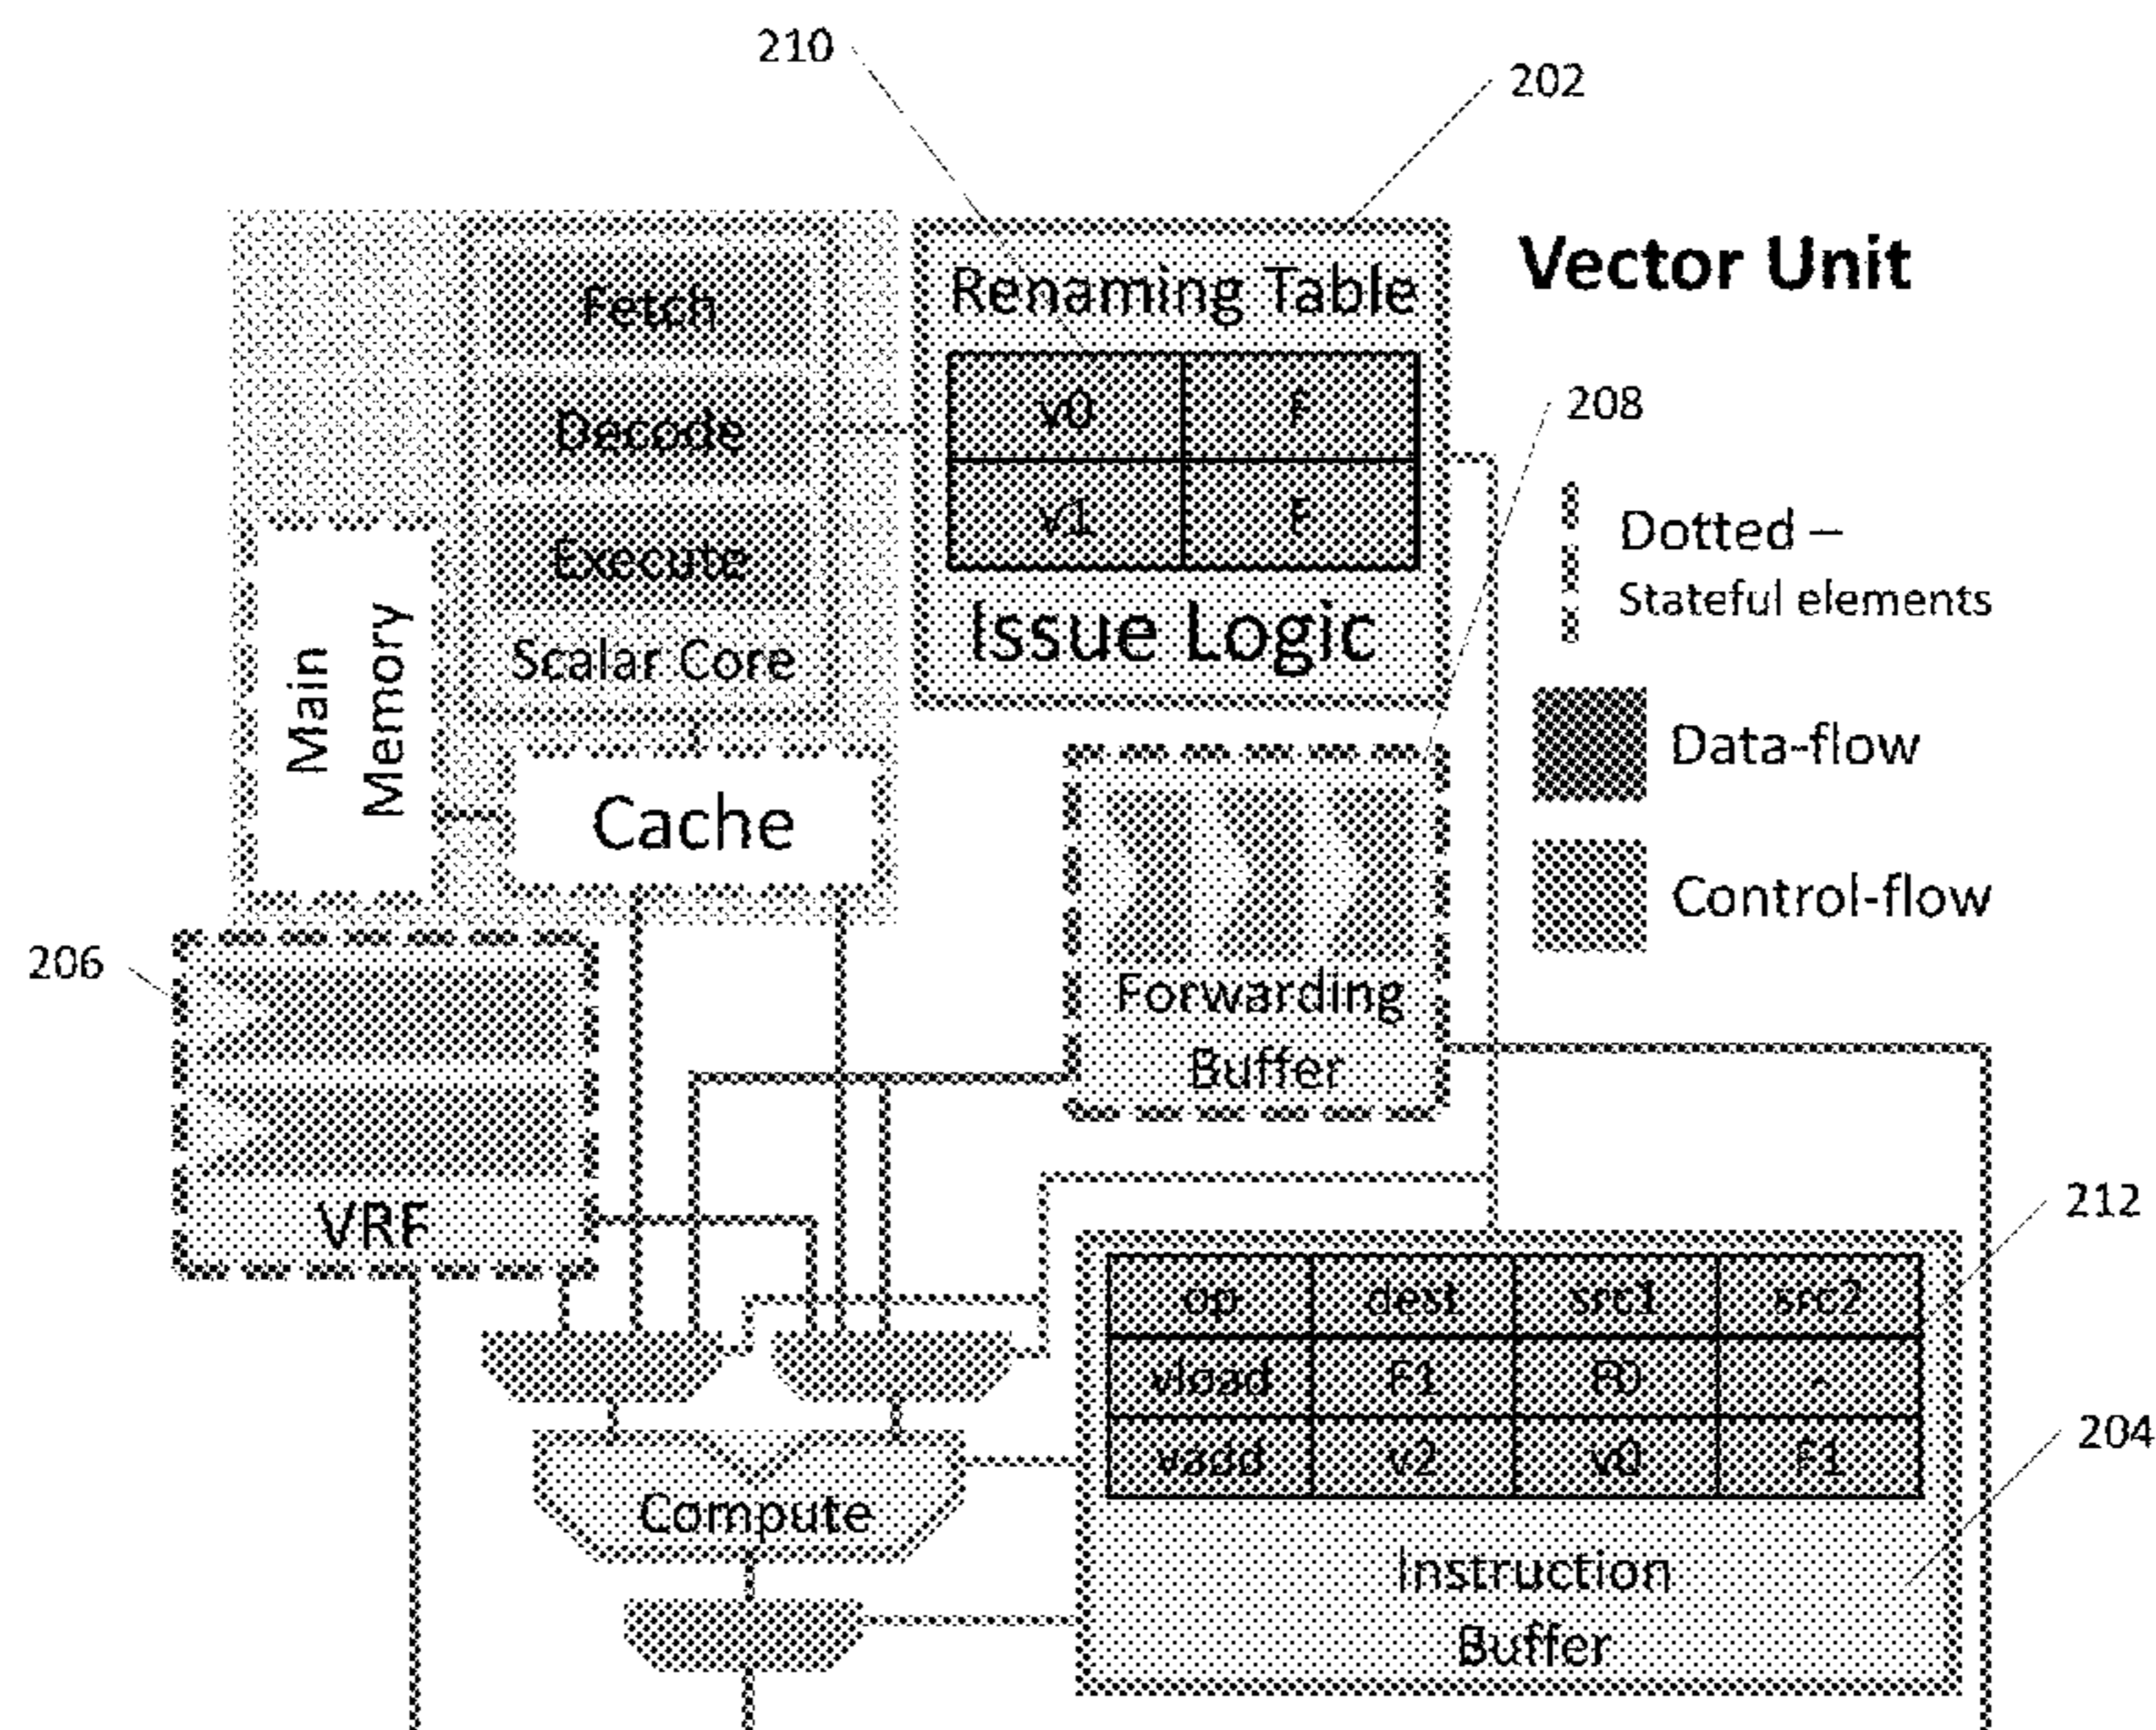 210
202
Vector Unit
Fetch
Decode
Execute
Scalar Core
Main
Memory
Cache
Renaming Table
v0 F
v1 F
Issue Logic
208
Dotted –
Stateful elements
Data-flow
Control-flow
Forwarding
Buffer
206
VRF
212
op dest src1 src2
vload F1 R0 -
vadd v2 v0 F1
204
Compute
Instruction
Buffer